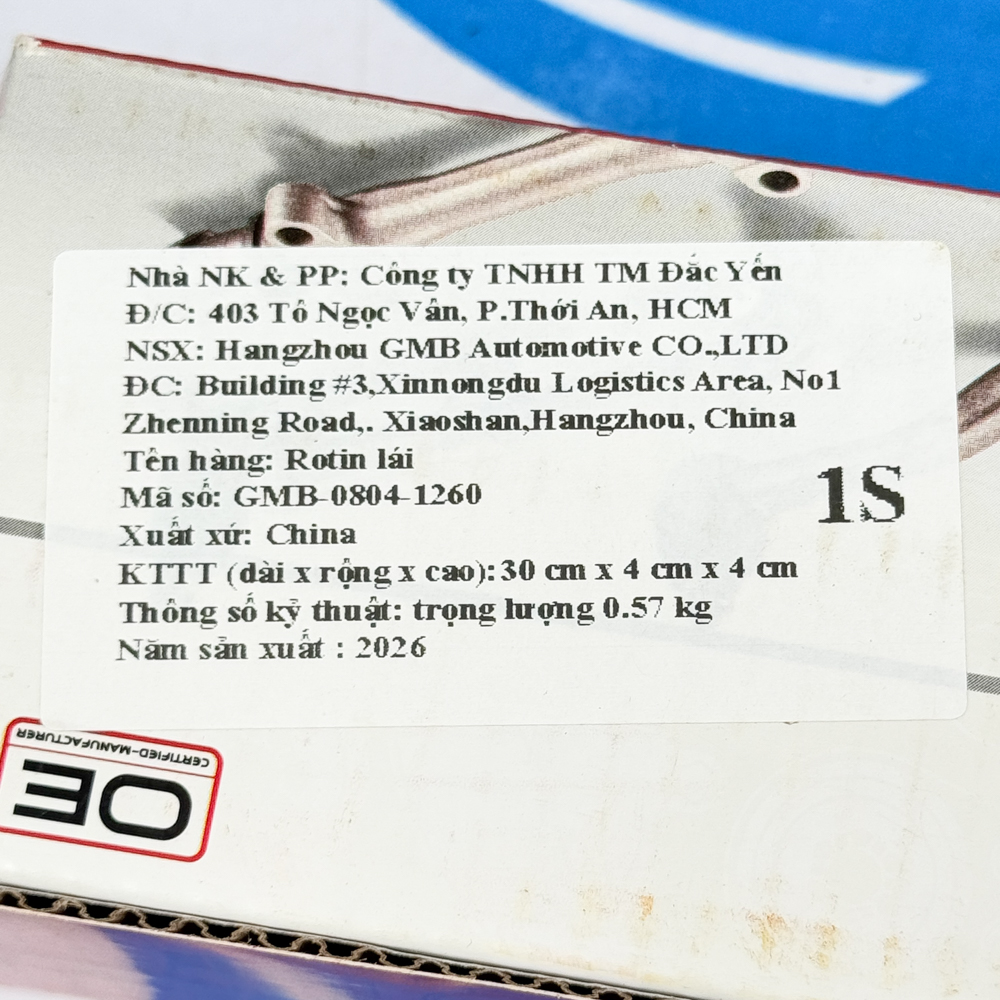 Nhà NK & PP: Công ty TNHH TM Đắc Yến
Đ/C: 403 Tô Ngọc Vân, P.Thới An, HCM
NSX: Hangzhou GMB Automotive CO.,LTD
ĐC: Building #3,Xinnongdu Logistics Area, No1
Zhenning Road,. Xiaoshan,Hangzhou, China
Tên hàng: Rotin lái
Mã số: GMB-0804-1260
1S
Xuất xứ: China
KTTT (dài x rộng x cao): 30 cm x 4 cm x 4 cm
Thông số kỹ thuật: trọng lượng 0.57 kg
Năm sản xuất : 2026
OE
CERTIFIED-MANUFACTURER